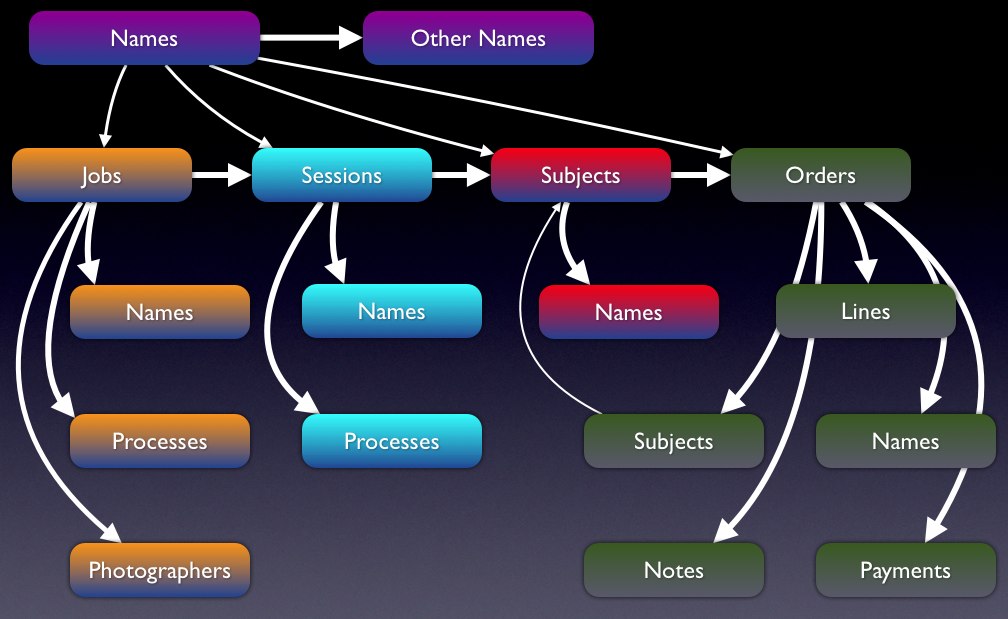 Names
Other Names
Jobs
Sessions
Subjects
Orders
Names
Names
Names
Lines
Processes
Processes
Subjects
Names
Photographers
Notes
Payments